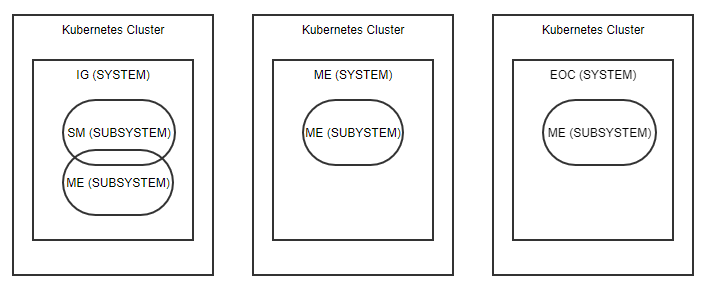 Kubernetes Cluster
IG (SYSTEM)
SM (SUBSYSTEM)
ME (SUBSYSTEM)
Kubernetes Cluster
ME (SYSTEM)
ME (SUBYSTEM)
Kubernetes Cluster
EOC (SYSTEM)
ME (SUBSYSTEM)